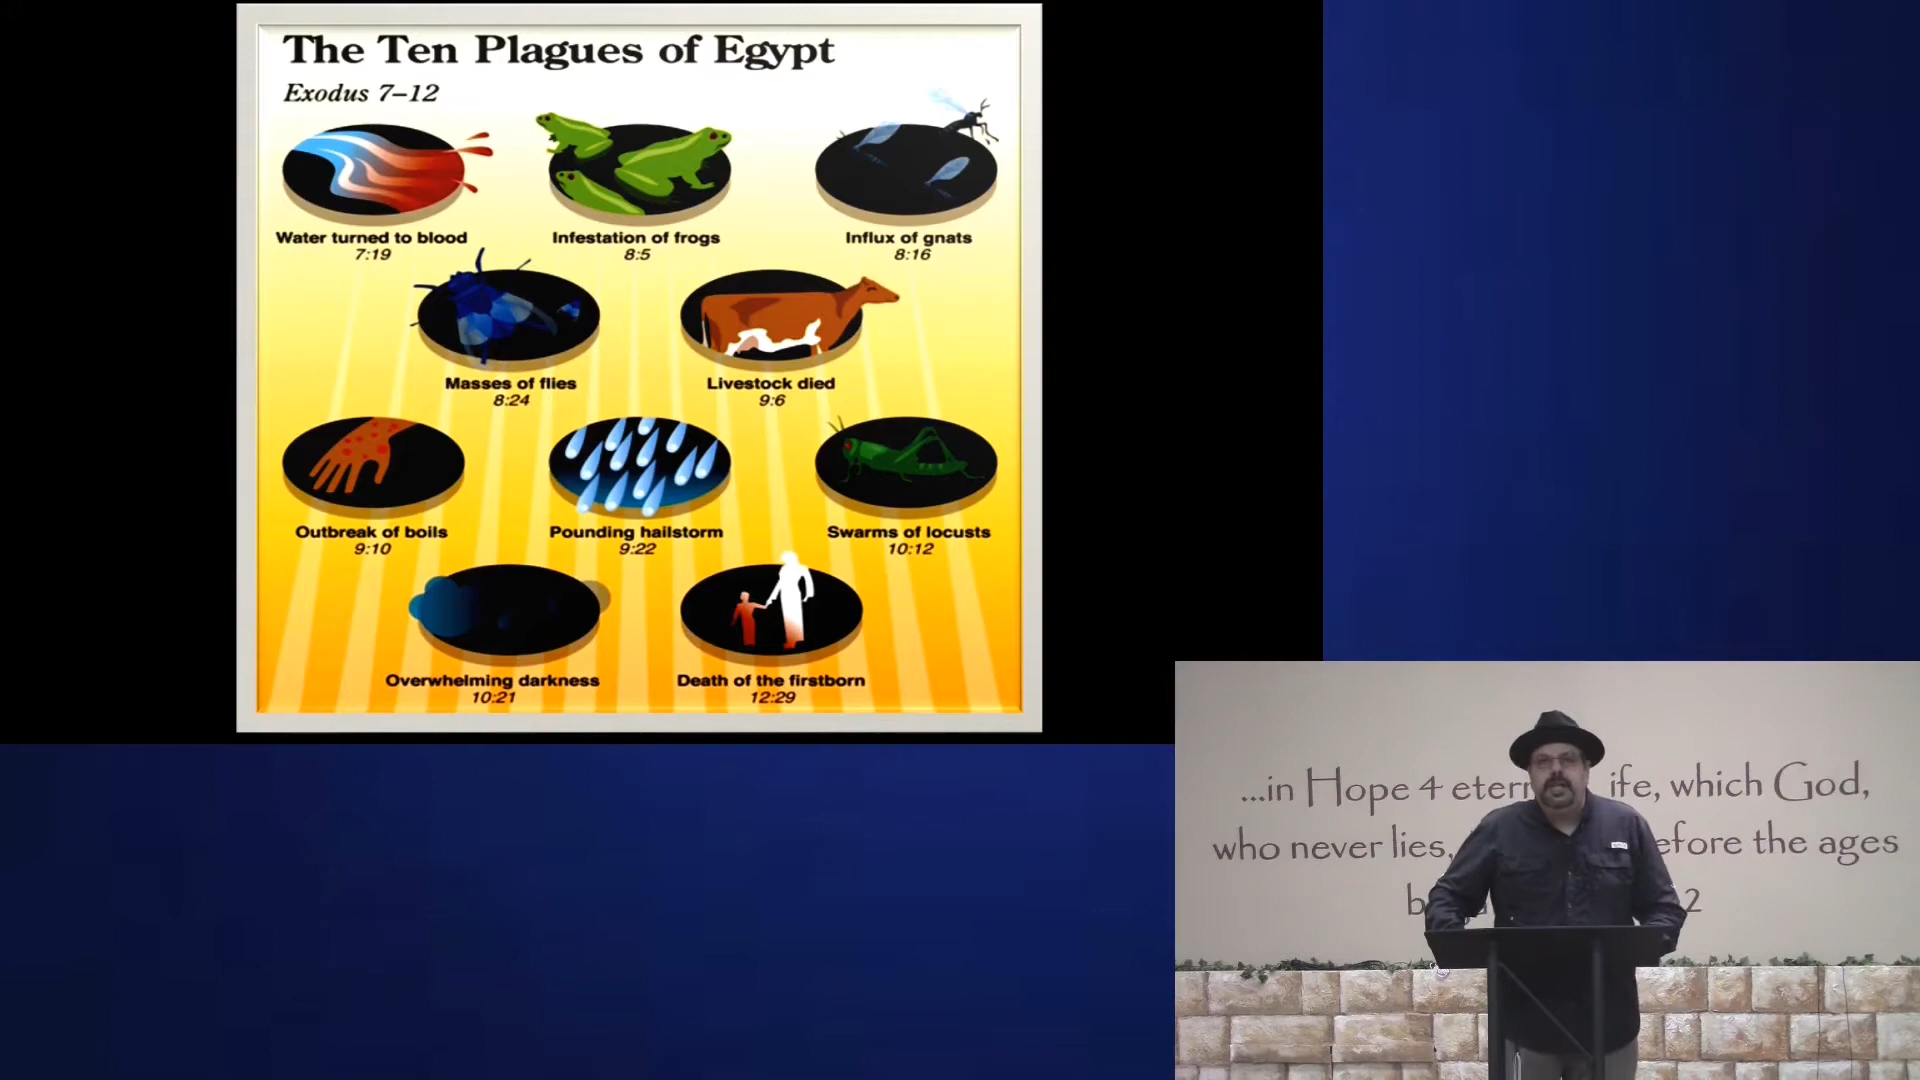 The Ten Plagues of Egypt
Exodus 7–12
Water turned to blood
7:19
Infestation of frogs
8:5
Influx of gnats
8:16
Masses of flies
8:24
Livestock died
9:6
Outbreak of boils
9:10
Pounding hailstorm
9:22
Swarms of locusts
10:12
Overwhelming darkness
10:21
Death of the firstborn
12:29
...in Hope 4 eter ife, which God,
who never lies, efore the ages
b 2